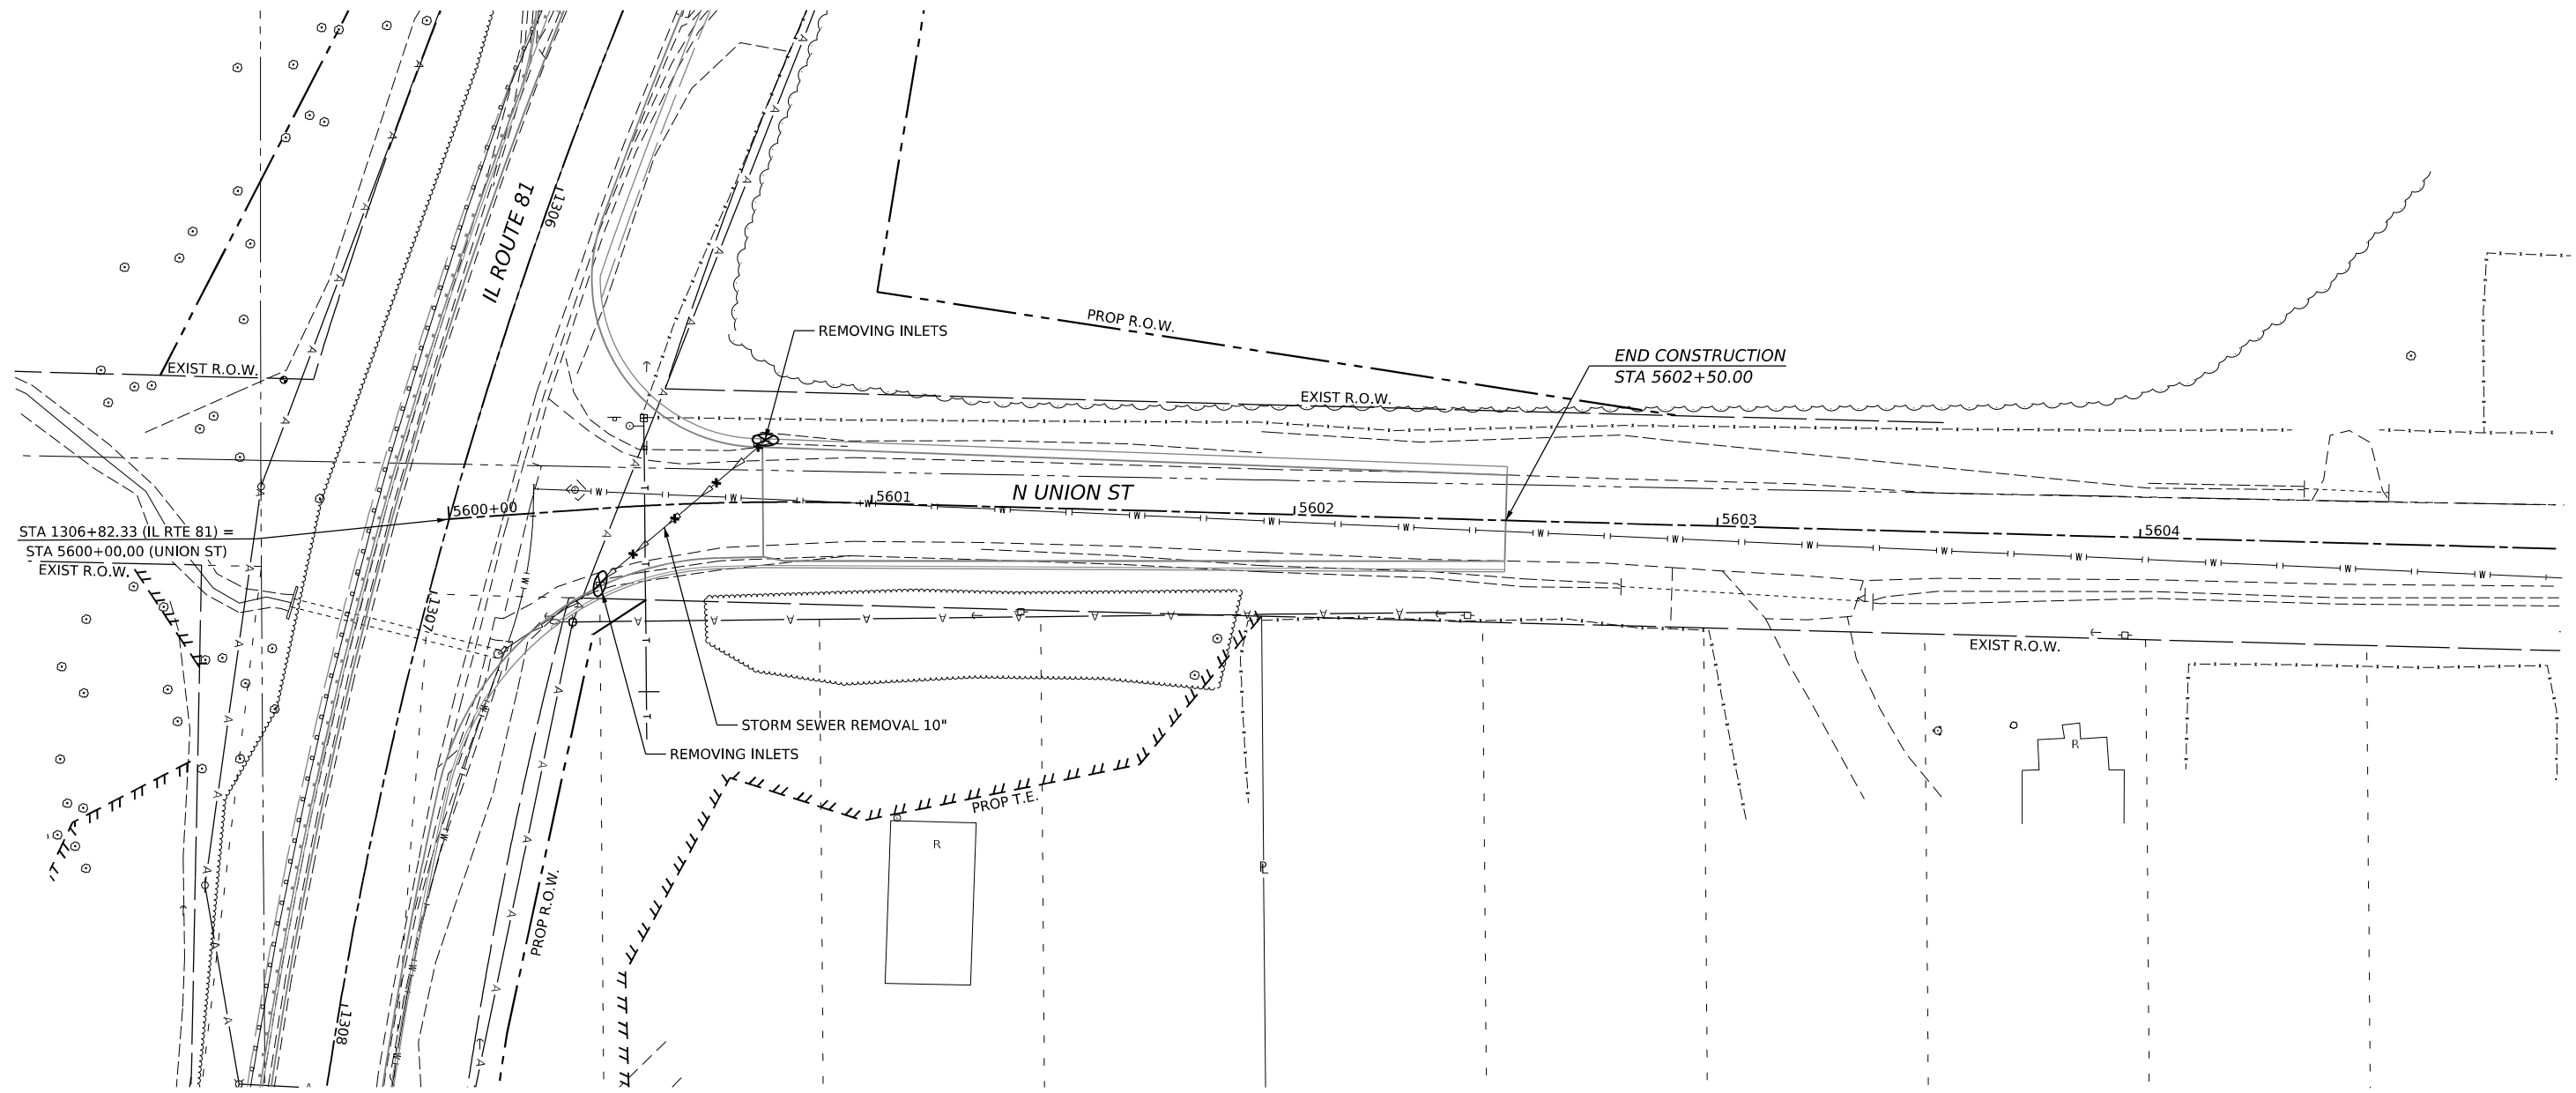 IL ROUTE 81
1306
REMOVING INLETS
PROP R.O.W.
END CONSTRUCTION
STA 5602+50.00
EXIST R.O.W.
EXIST R.O.W.
5600+00
5601
N UNION ST
5602
5603
5604
STA 1306+82.33 (IL RTE 81) =
STA 5600+00.00 (UNION ST)
EXIST R.O.W.
1307
EXIST R.O.W.
STORM SEWER REMOVAL 10"
REMOVING INLETS
R
PROP T.E.
R
PL
PROP R.O.W.
1308